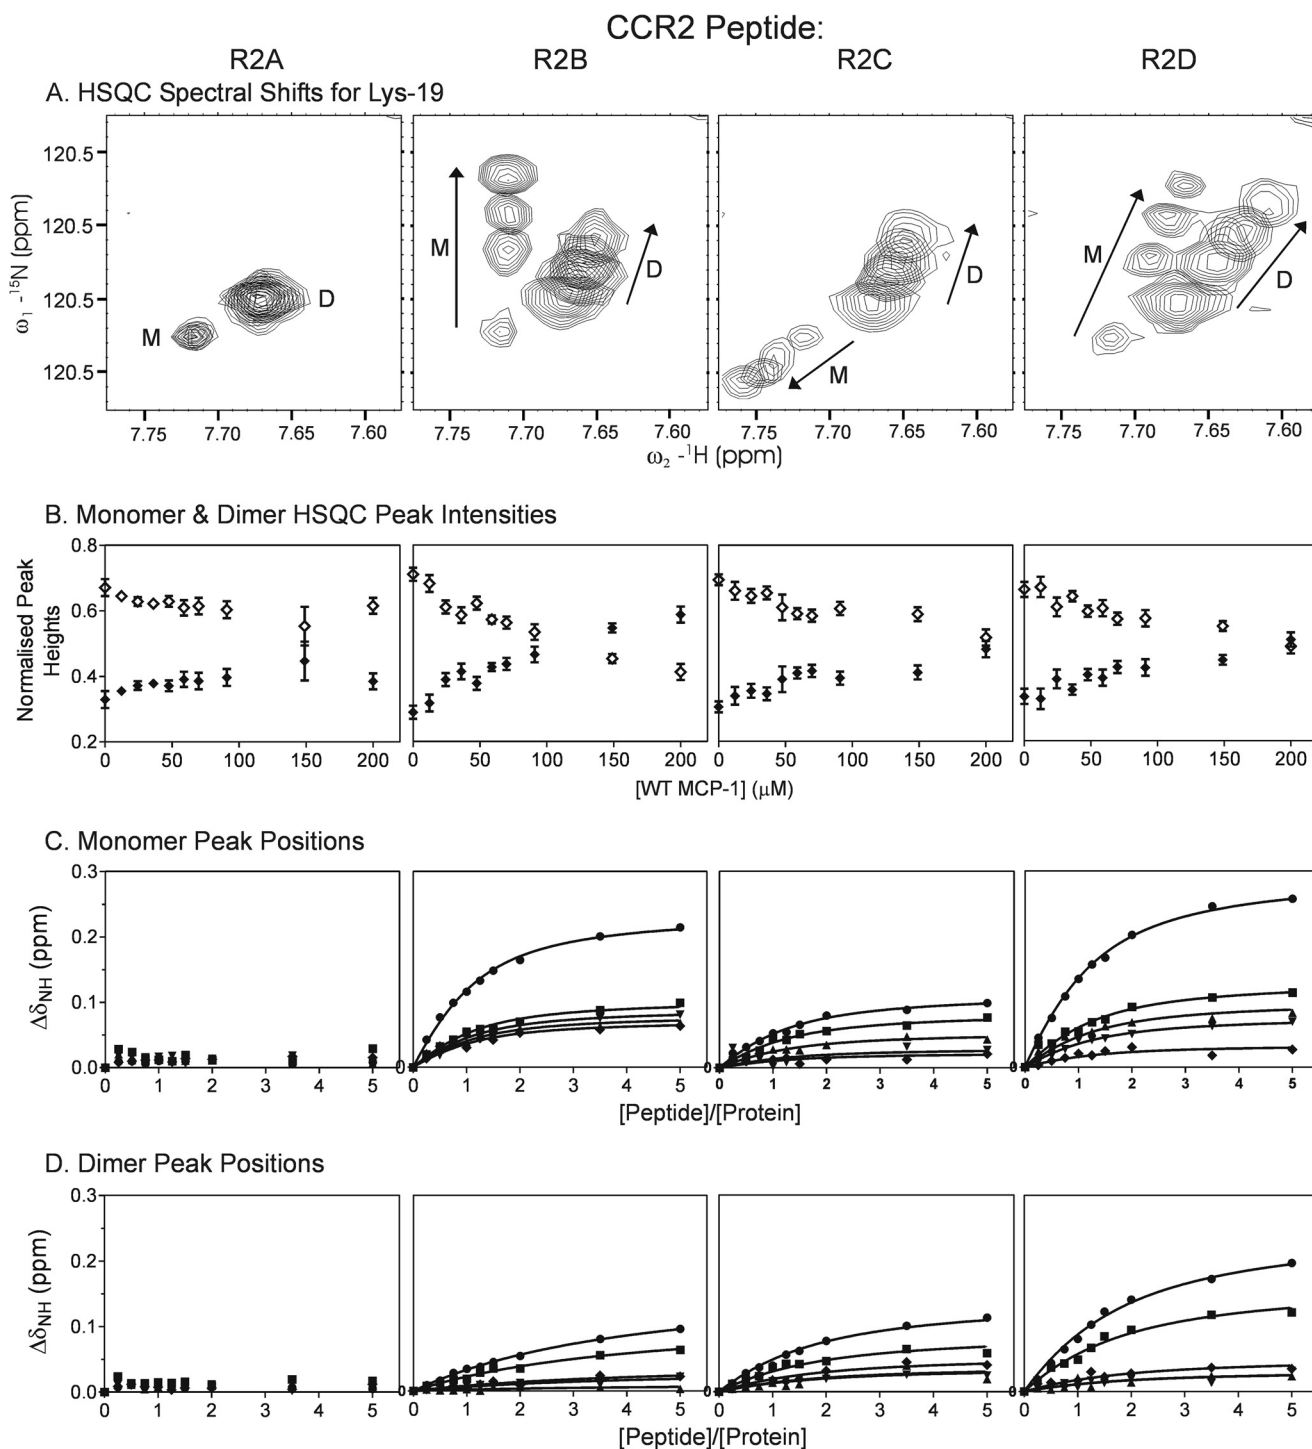 CCR2 Peptide:
R2A R2B R2C R2D
A. HSQC Spectral Shifts for Lys-19
ω1 -15N (ppm)
120.5
120.5
120.5
120.5
M D M D M D M D
7.75 7.70 7.65 7.60 7.75 7.70 7.65 7.60 7.75 7.70 7.65 7.60 7.75 7.70 7.65 7.60
ω2 -1H (ppm)
B. Monomer & Dimer HSQC Peak Intensities
Normalised Peak
Heights
0.8
0.6
0.4
0.2
0 50 100 150 200 0 50 100 150 200 0 50 100 150 200 0 50 100 150 200
[WT MCP-1] (μM)
C. Monomer Peak Positions
ΔδNH (ppm)
0.3
0.2
0.1
0.0 0 0 0
0 1 2 3 4 5 0 1 2 3 4 5 0 1 2 3 4 5 0 1 2 3 4 5
[Peptide]/[Protein]
D. Dimer Peak Positions
ΔδNH (ppm)
0.3
0.2
0.1
0.0 0 0 0
0 1 2 3 4 5 0 1 2 3 4 5 0 1 2 3 4 5 0 1 2 3 4 5
[Peptide]/[Protein]